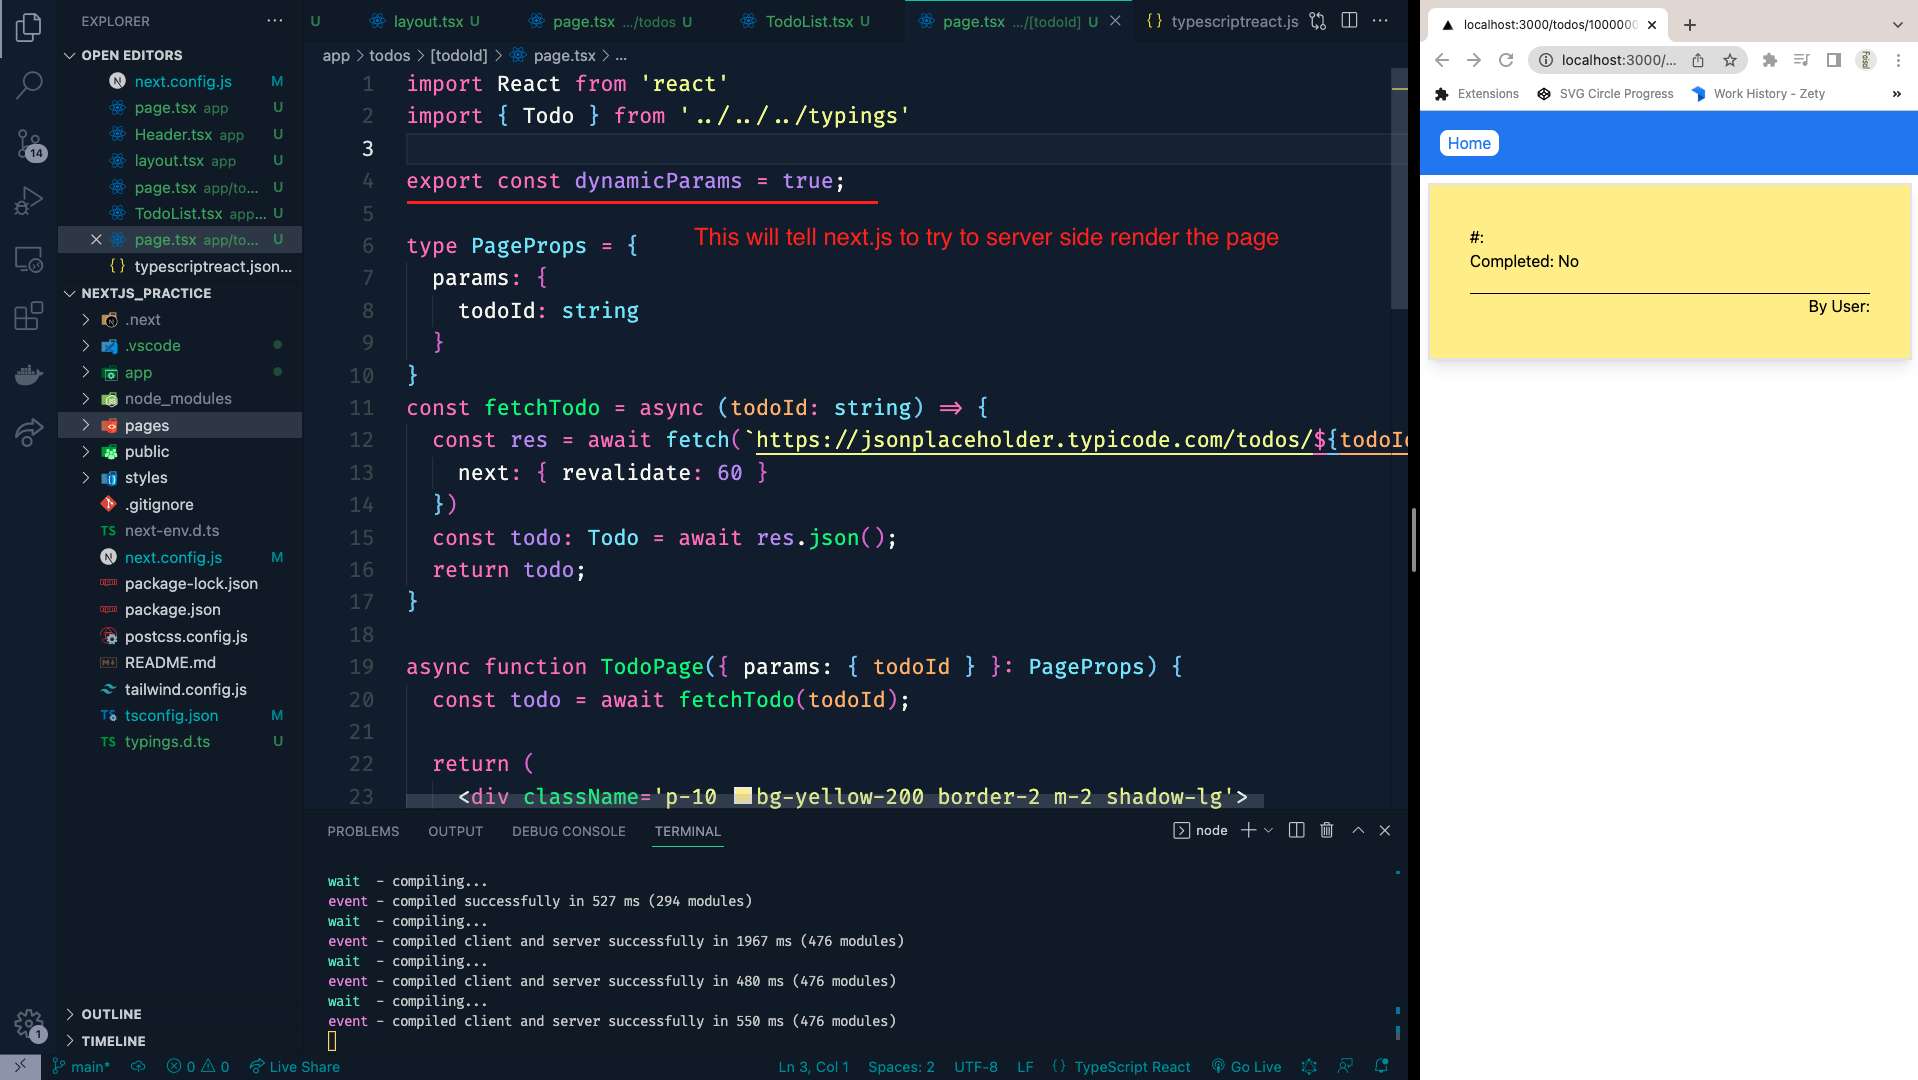 EXPLORER
OPEN EDITORS
next.config.js M
page.tsx app U
Header.tsx app U
layout.tsx app U
page.tsx app/to... U
TodoList.tsx app... U
page.tsx app/to... U
typescriptreact.json...
NEXTJS_PRACTICE
.next
.vscode
app
node_modules
pages
public
styles
.gitignore
next-env.d.ts
next.config.js M
package-lock.json
package.json
postcss.config.js
README.md
tailwind.config.js
tsconfig.json M
typings.d.ts U
OUTLINE
TIMELINE
14
1
U layout.tsx U page.tsx .../todos U TodoList.tsx U page.tsx .../[todoId] U typescriptreact.js
app > todos > [todoId] > page.tsx > ...
1 import React from 'react'
2 import { Todo } from '../../../typings'
3
4 export const dynamicParams = true;
5
This will tell next.js to try to server side render the page
6 type PageProps = {
7 params: {
8 todoId: string
9 }
10 }
11 const fetchTodo = async (todoId: string) => {
12 const res = await fetch(`https://jsonplaceholder.typicode.com/todos/${todoId
13 next: { revalidate: 60 }
14 })
15 const todo: Todo = await res.json();
16 return todo;
17 }
18
19 async function TodoPage({ params: { todoId } }: PageProps) {
20 const todo = await fetchTodo(todoId);
21
22 return (
23 <div className='p-10 bg-yellow-200 border-2 m-2 shadow-lg'>
PROBLEMS OUTPUT DEBUG CONSOLE TERMINAL node
wait - compiling...
event - compiled successfully in 527 ms (294 modules)
wait - compiling...
event - compiled client and server successfully in 1967 ms (476 modules)
wait - compiling...
event - compiled client and server successfully in 480 ms (476 modules)
wait - compiling...
event - compiled client and server successfully in 550 ms (476 modules)
main* 0 0 Live Share Ln 3, Col 1 Spaces: 2 UTF-8 LF {} TypeScript React Go Live
localhost:3000/todos/1000000
localhost:3000/...
Extensions SVG Circle Progress Work History - Zety »
Home
#:
Completed: No
By User: